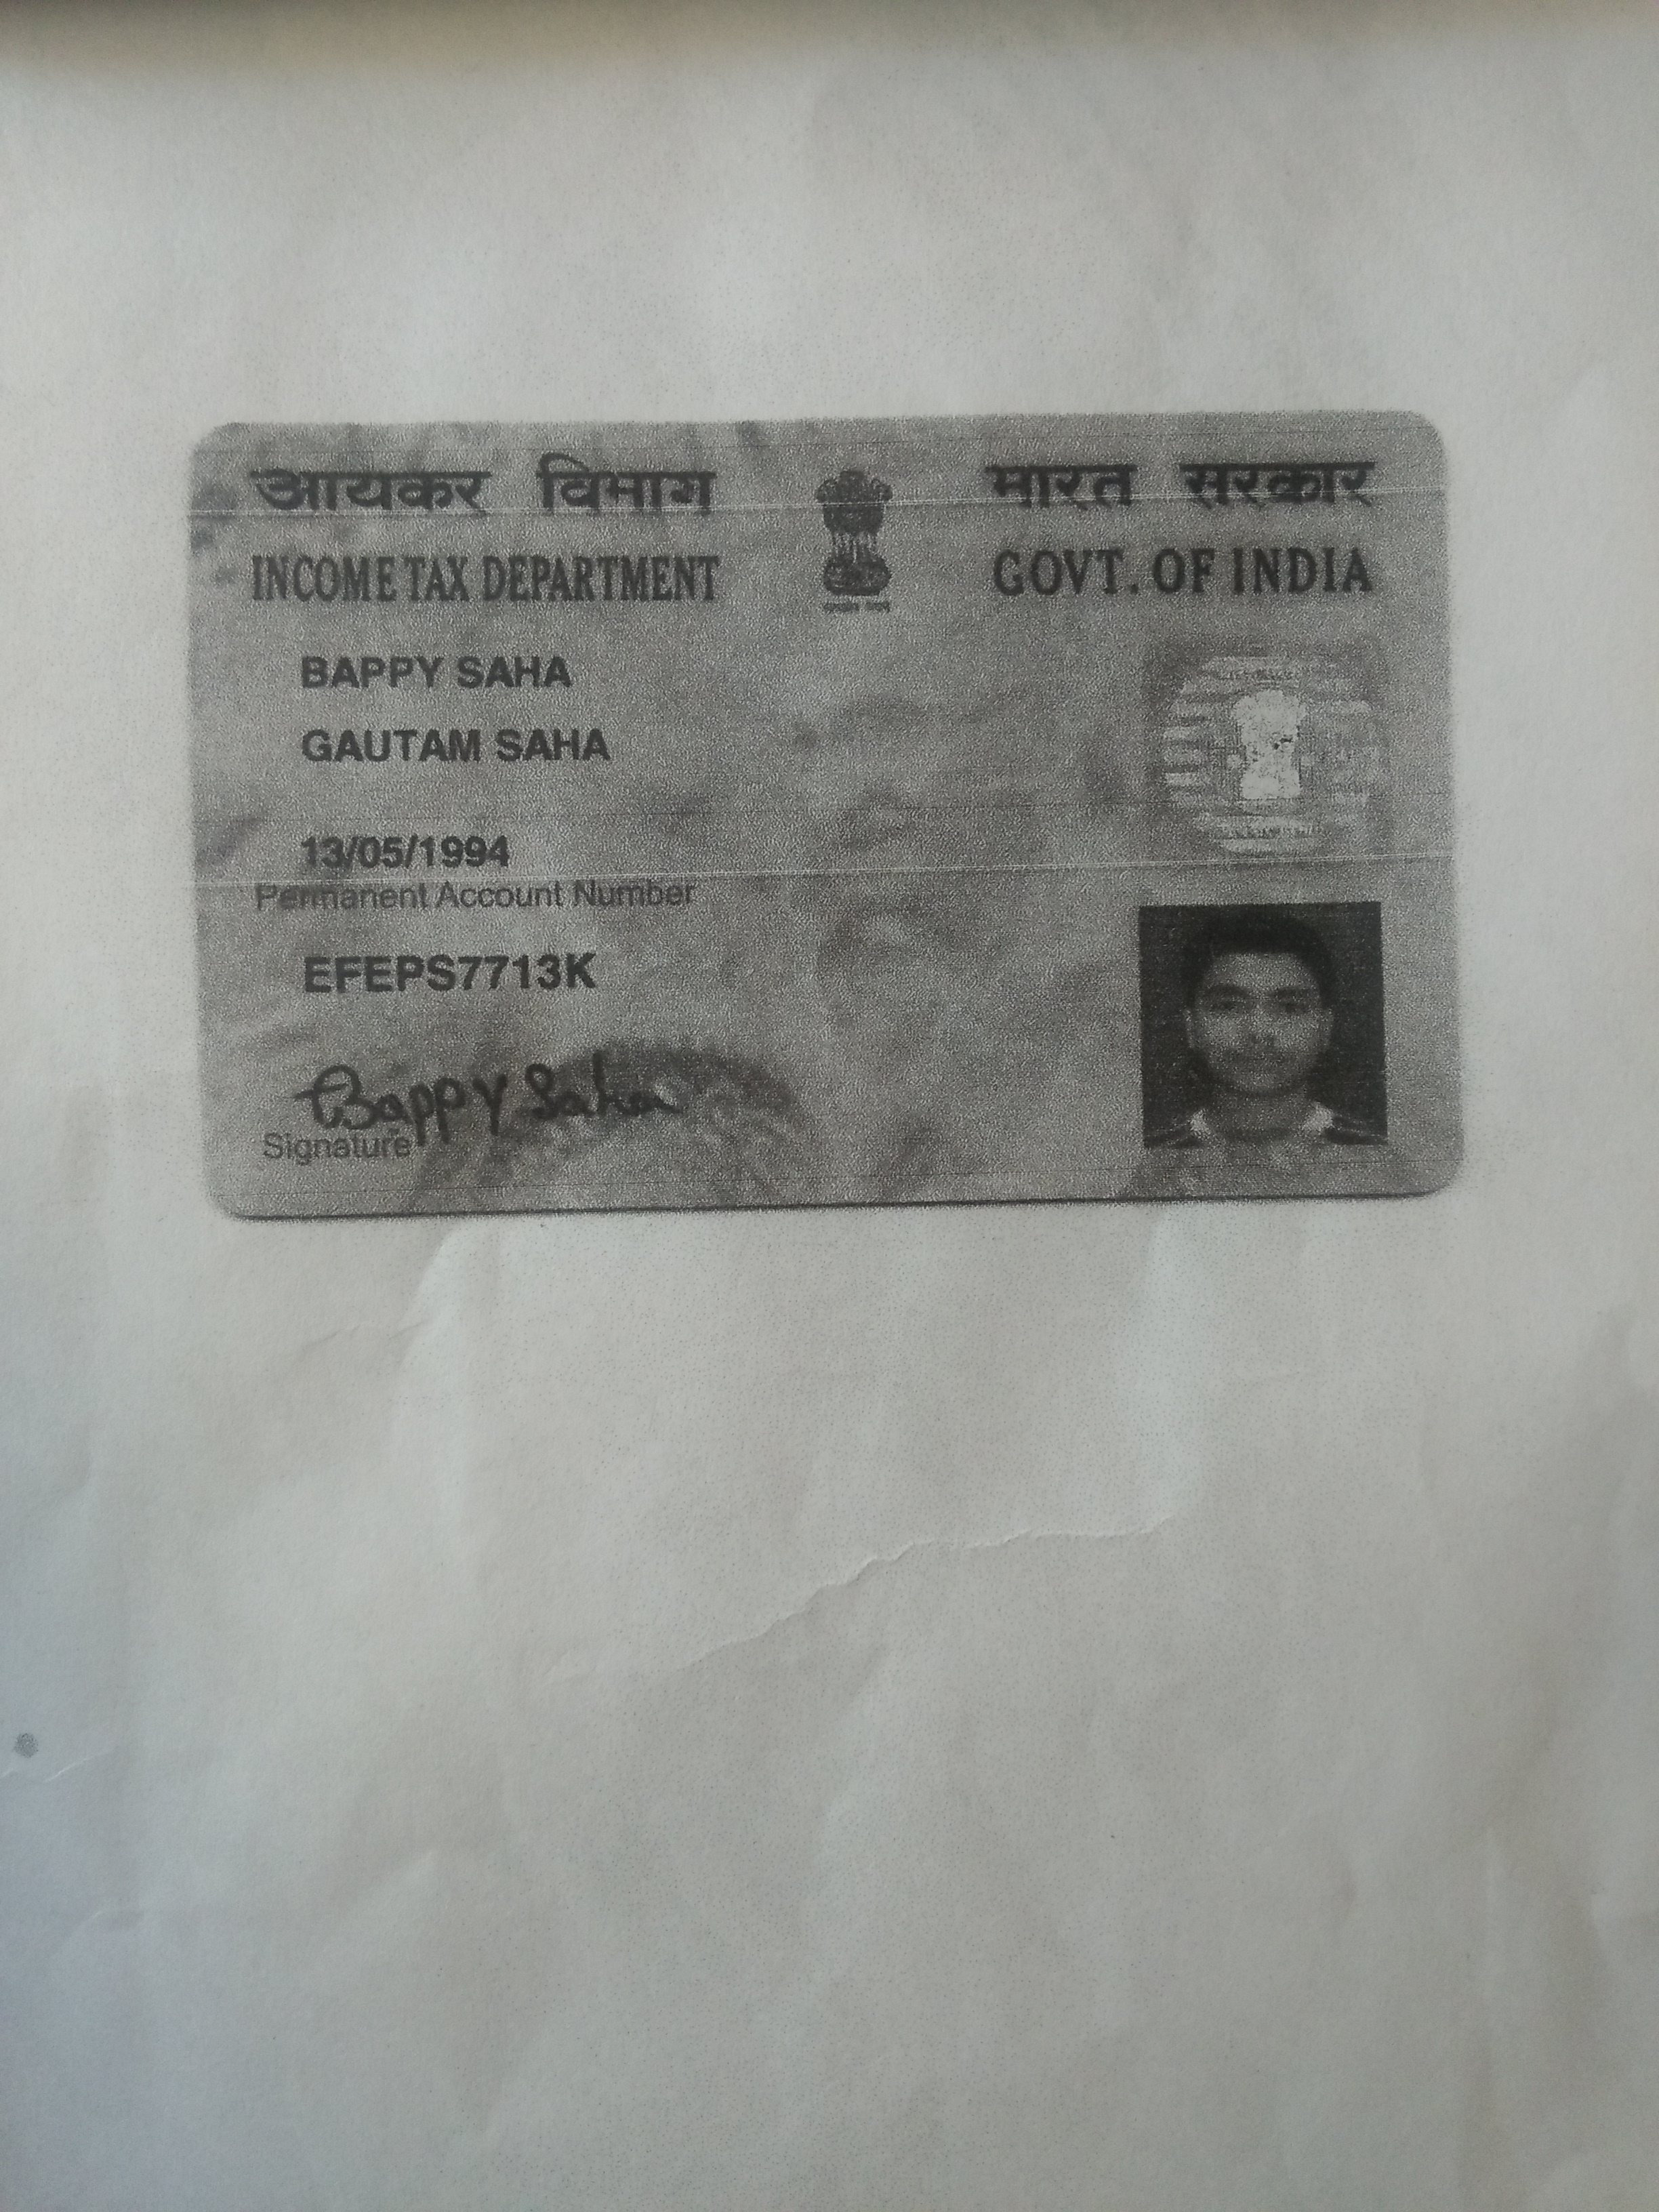 आयकर विभाग
INCOME TAX DEPARTMENT
भारत सरकार
GOVT. OF INDIA
BAPPY SAHA
GAUTAM SAHA
13/05/1994
Permanent Account Number
EFEPS7713K
Bappy Saha
Signature